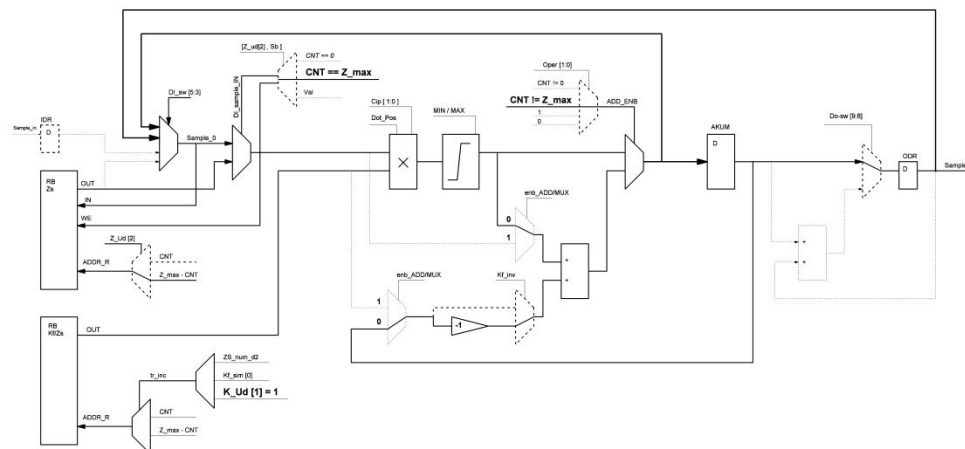 [Z_ud[2] , Sb ]
CNT == 0
CNT == Z_max
Val
DI_sample_IN
Oper [1:0]
CNT != 0
CNT != Z_max
1
0
ADD_ENB
DI_sw [5:3]
IDR
Sample_in
D
Sample_0
Cip [ 1:0]
Dot_Pos
×
MIN / MAX
AKUM
D
Do-sw [9:8]
ODR
D
Sample
RB
Zs
OUT
IN
WE
Z_Ud [2]
CNT
ADDR_R
Z_max - CNT
enb_ADD/MUX
0
1
+
+
+
+
enb_ADD/MUX
1
0
-1
Kf_inv
RB
Kf/Zs
OUT
ZS_num_d2
tr_inc
Kf_sim [0]
K_Ud [1] = 1
CNT
ADDR_R
Z_max - CNT